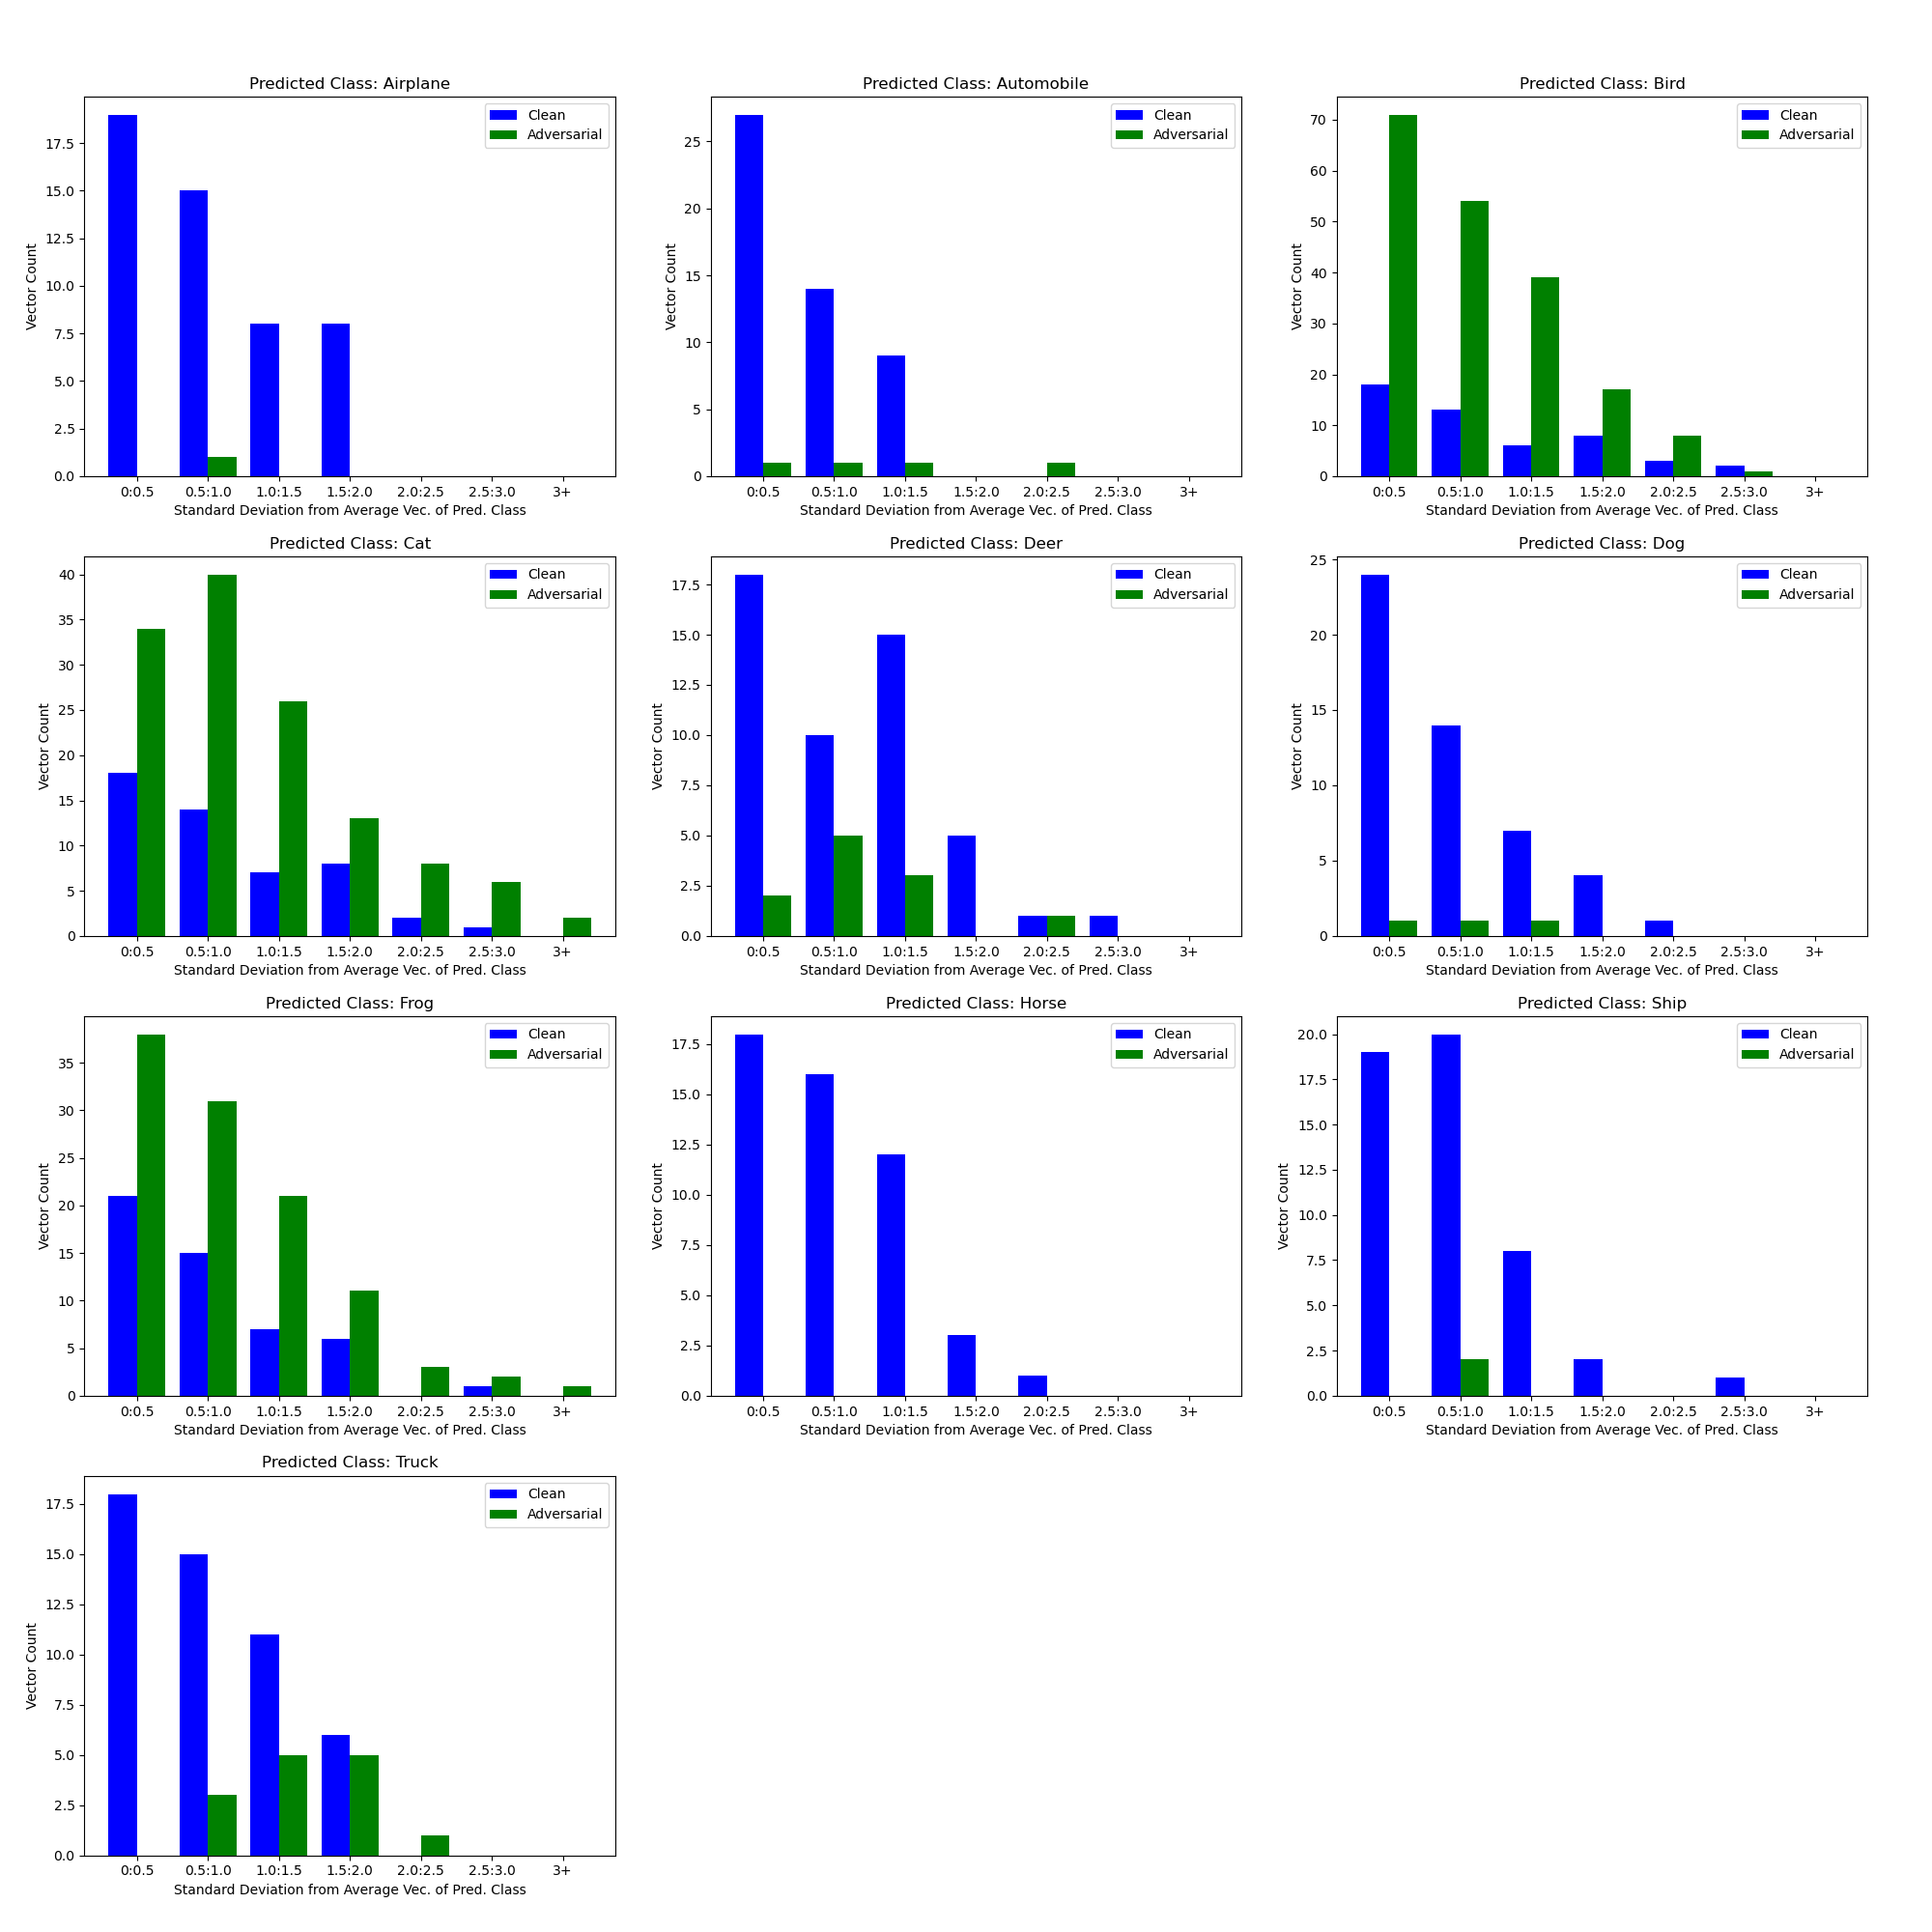 Predicted Class: Airplane
Clean
Adversarial
17.5
15.0
12.5
10.0
7.5
5.0
2.5
0.0
Vector Count
0:0.5 0.5:1.0 1.0:1.5 1.5:2.0 2.0:2.5 2.5:3.0 3+
Standard Deviation from Average Vec. of Pred. Class
Predicted Class: Automobile
Clean
Adversarial
25
20
15
10
5
0
Vector Count
0:0.5 0.5:1.0 1.0:1.5 1.5:2.0 2.0:2.5 2.5:3.0 3+
Standard Deviation from Average Vec. of Pred. Class
Predicted Class: Bird
Clean
Adversarial
70
60
50
40
30
20
10
0
Vector Count
0:0.5 0.5:1.0 1.0:1.5 1.5:2.0 2.0:2.5 2.5:3.0 3+
Standard Deviation from Average Vec. of Pred. Class
Predicted Class: Cat
Clean
Adversarial
40
35
30
25
20
15
10
5
0
Vector Count
0:0.5 0.5:1.0 1.0:1.5 1.5:2.0 2.0:2.5 2.5:3.0 3+
Standard Deviation from Average Vec. of Pred. Class
Predicted Class: Deer
Clean
Adversarial
17.5
15.0
12.5
10.0
7.5
5.0
2.5
0.0
Vector Count
0:0.5 0.5:1.0 1.0:1.5 1.5:2.0 2.0:2.5 2.5:3.0 3+
Standard Deviation from Average Vec. of Pred. Class
Predicted Class: Dog
Clean
Adversarial
25
20
15
10
5
0
Vector Count
0:0.5 0.5:1.0 1.0:1.5 1.5:2.0 2.0:2.5 2.5:3.0 3+
Standard Deviation from Average Vec. of Pred. Class
Predicted Class: Frog
Clean
Adversarial
35
30
25
20
15
10
5
0
Vector Count
0:0.5 0.5:1.0 1.0:1.5 1.5:2.0 2.0:2.5 2.5:3.0 3+
Standard Deviation from Average Vec. of Pred. Class
Predicted Class: Horse
Clean
Adversarial
17.5
15.0
12.5
10.0
7.5
5.0
2.5
0.0
Vector Count
0:0.5 0.5:1.0 1.0:1.5 1.5:2.0 2.0:2.5 2.5:3.0 3+
Standard Deviation from Average Vec. of Pred. Class
Predicted Class: Ship
Clean
Adversarial
20.0
17.5
15.0
12.5
10.0
7.5
5.0
2.5
0.0
Vector Count
0:0.5 0.5:1.0 1.0:1.5 1.5:2.0 2.0:2.5 2.5:3.0 3+
Standard Deviation from Average Vec. of Pred. Class
Predicted Class: Truck
Clean
Adversarial
17.5
15.0
12.5
10.0
7.5
5.0
2.5
0.0
Vector Count
0:0.5 0.5:1.0 1.0:1.5 1.5:2.0 2.0:2.5 2.5:3.0 3+
Standard Deviation from Average Vec. of Pred. Class